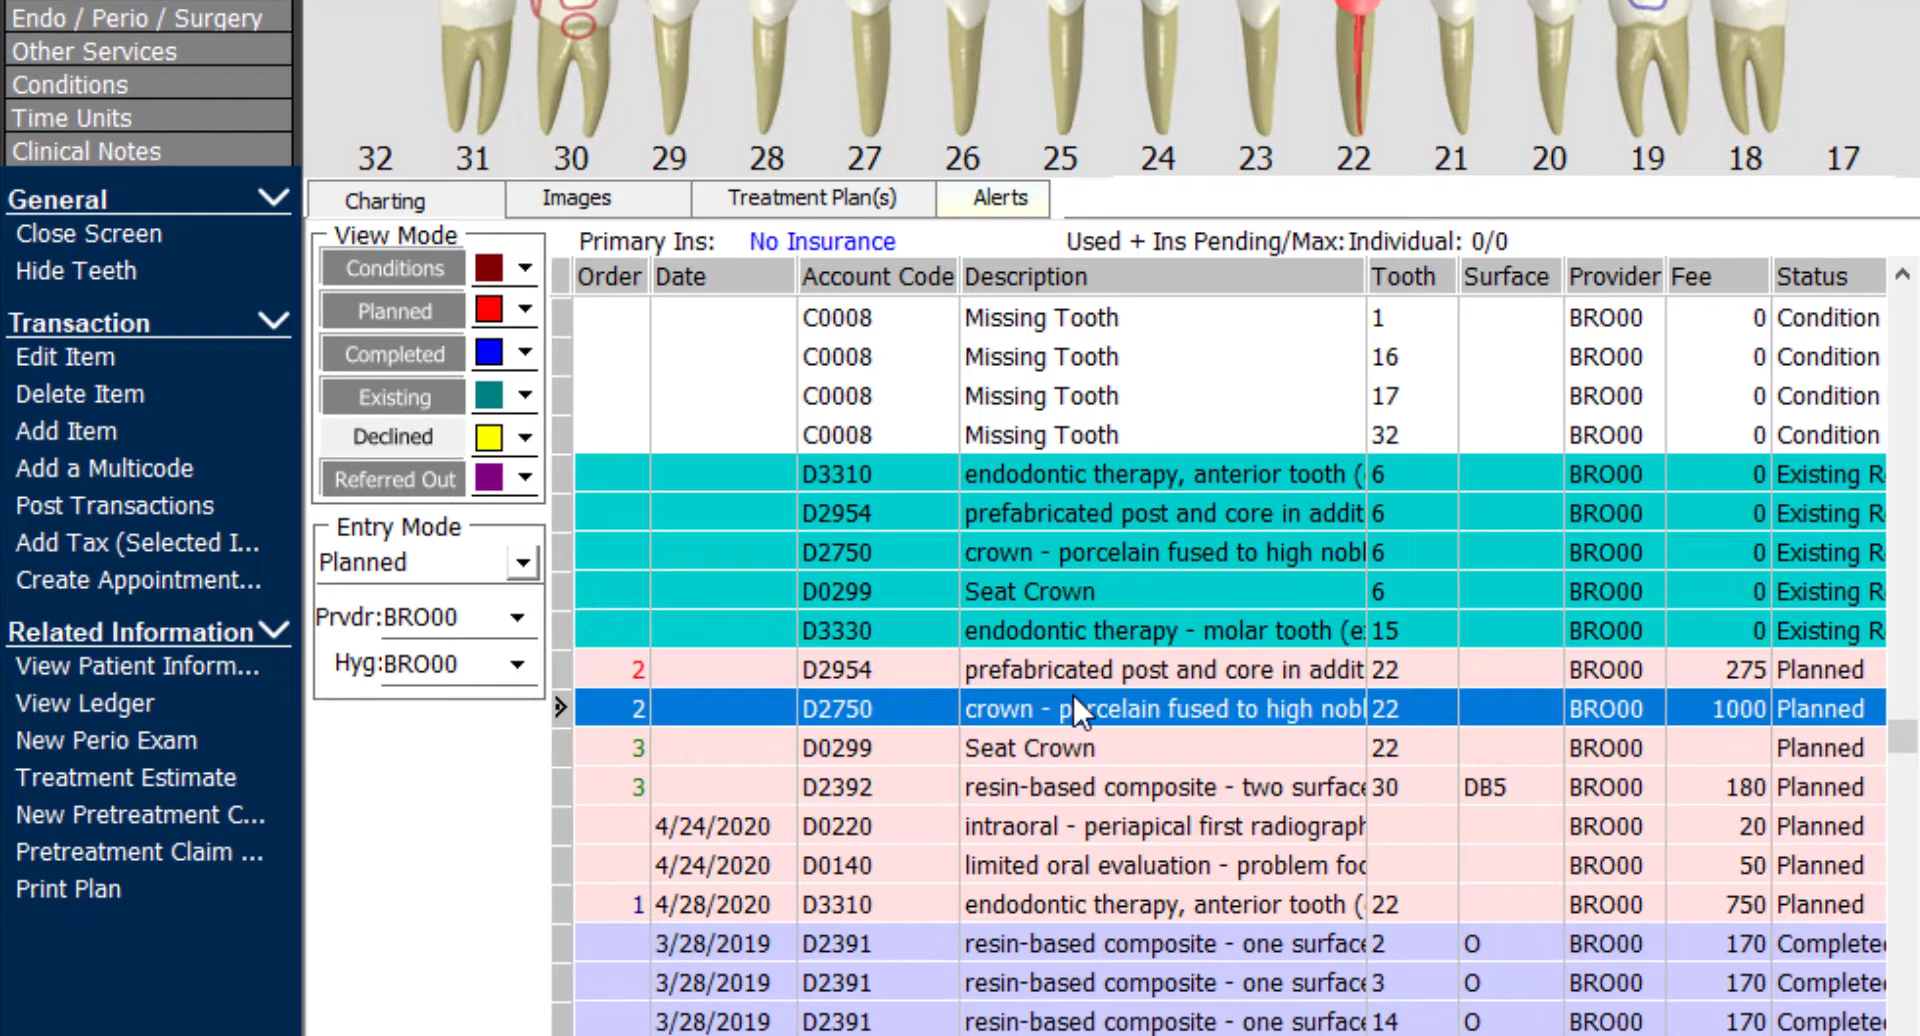 Endo / Perio / Surgery
Other Services
Conditions
Time Units
Clinical Notes
General
Close Screen
Hide Teeth
Transaction
Edit Item
Delete Item
Add Item
Add a Multicode
Post Transactions
Add Tax (Selected I...
Create Appointment...
Related Information
View Patient Inform...
View Ledger
New Perio Exam
Treatment Estimate
New Pretreatment C...
Pretreatment Claim ...
Print Plan
32 31 30 29 28 27 26 25 24 23 22 21 20 19 18 17
Charting Images Treatment Plan(s) Alerts
View Mode
Conditions
Planned
Completed
Existing
Declined
Referred Out
Entry Mode
Planned
Prvdr: BRO00
Hyg: BRO00
Primary Ins: No Insurance Used + Ins Pending/Max: Individual: 0/0
Order Date Account Code Description Tooth Surface Provider Fee Status
C0008 Missing Tooth 1 BRO00 0 Condition
C0008 Missing Tooth 16 BRO00 0 Condition
C0008 Missing Tooth 17 BRO00 0 Condition
C0008 Missing Tooth 32 BRO00 0 Condition
D3310 endodontic therapy, anterior tooth ( 6 BRO00 0 Existing R
D2954 prefabricated post and core in addit 6 BRO00 0 Existing R
D2750 crown - porcelain fused to high nobl 6 BRO00 0 Existing R
D0299 Seat Crown 6 BRO00 0 Existing R
D3330 endodontic therapy - molar tooth (e 15 BRO00 0 Existing R
2 D2954 prefabricated post and core in addit 22 BRO00 275 Planned
2 D2750 crown - porcelain fused to high nobl 22 BRO00 1000 Planned
3 D0299 Seat Crown 22 BRO00 Planned
3 D2392 resin-based composite - two surface 30 DB5 BRO00 180 Planned
4/24/2020 D0220 intraoral - periapical first radiograph BRO00 20 Planned
4/24/2020 D0140 limited oral evaluation - problem foc BRO00 50 Planned
1 4/28/2020 D3310 endodontic therapy, anterior tooth ( 22 BRO00 750 Planned
3/28/2019 D2391 resin-based composite - one surface 2 O BRO00 170 Complete
3/28/2019 D2391 resin-based composite - one surface 3 O BRO00 170 Complete
3/28/2019 D2391 resin-based composite - one surface 14 O BRO00 170 Complete